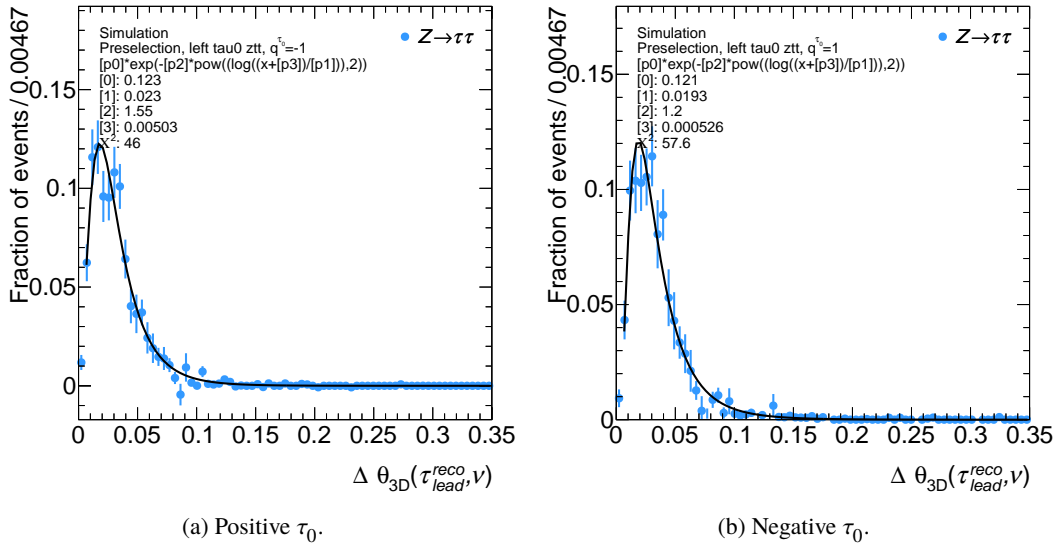 Fraction of events / 0.00467
Simulation
Preselection, left tau0 ztt, q^τ₀=-1
[p0]*exp(-[p2]*pow((log((x+[p3])/[p1])),2))
[0]: 0.123
[1]: 0.023
[2]: 1.55
[3]: 0.00503
χ²: 46
Z→ττ
0.15
0.1
0.05
0
0 0.05 0.1 0.15 0.2 0.25 0.3 0.35
Δ θ3D(τ^reco_lead,ν)
(a) Positive τ₀.
Fraction of events / 0.00467
Simulation
Preselection, left tau0 ztt, q^τ₀=1
[p0]*exp(-[p2]*pow((log((x+[p3])/[p1])),2))
[0]: 0.121
[1]: 0.0193
[2]: 1.2
[3]: 0.000526
χ²: 57.6
Z→ττ
0.15
0.1
0.05
0
0 0.05 0.1 0.15 0.2 0.25 0.3 0.35
Δ θ3D(τ^reco_lead,ν)
(b) Negative τ₀.